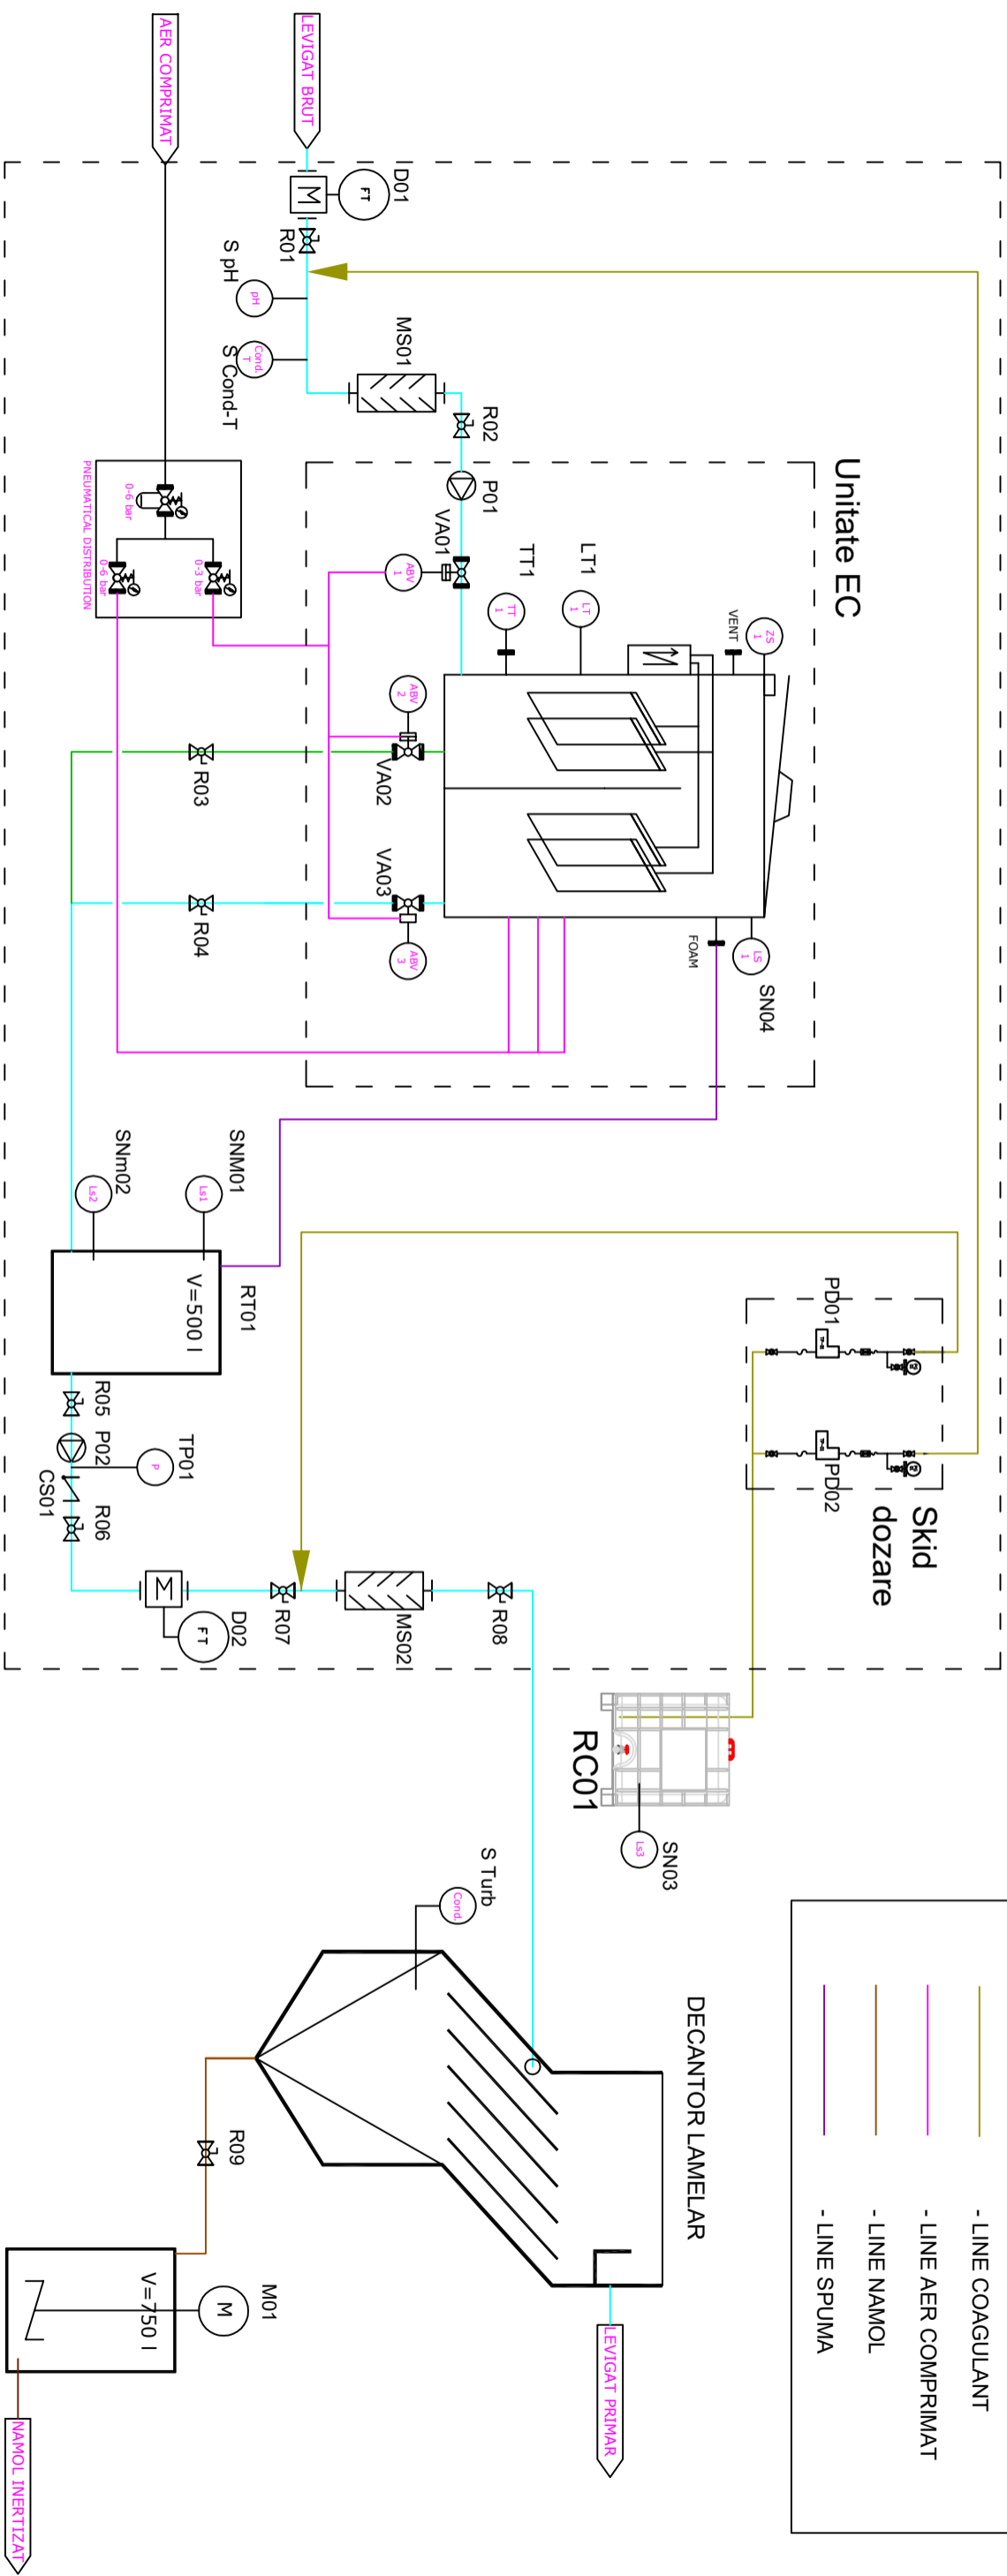 AER COMPRIMAT
LEVIGAT BRUT
D01
FT
M
R01
S pH
pH
S Cond-T
Cond.
T
MS01
R02
P01
VA01
ABV
1
PNEUMATICAL DISTRIBUTION
0-6 bar
0-6 bar
0-3 bar
Unitate EC
TT1
TT
1
LT1
LT
1
VENT
ZS
1
ABV
2
VA02
R03
VA03
ABV
3
R04
FOAM
LS
1
SN04
SNm02
Ls2
SNM01
Ls1
RT01
V=500 l
R05
P02
TP01
P
CS01
R06
D02
FT
M
R07
MS02
R08
PD01
PD02
Skid
dozare
RC01
SN03
Ls3
S Turb
Cond.
DECANTOR LAMELAR
LEVIGAT PRIMAR
R09
M01
M
V=750 l
NAMOL INERTIZAT
- LINE COAGULANT
- LINE AER COMPRIMAT
- LINE NAMOL
- LINE SPUMA